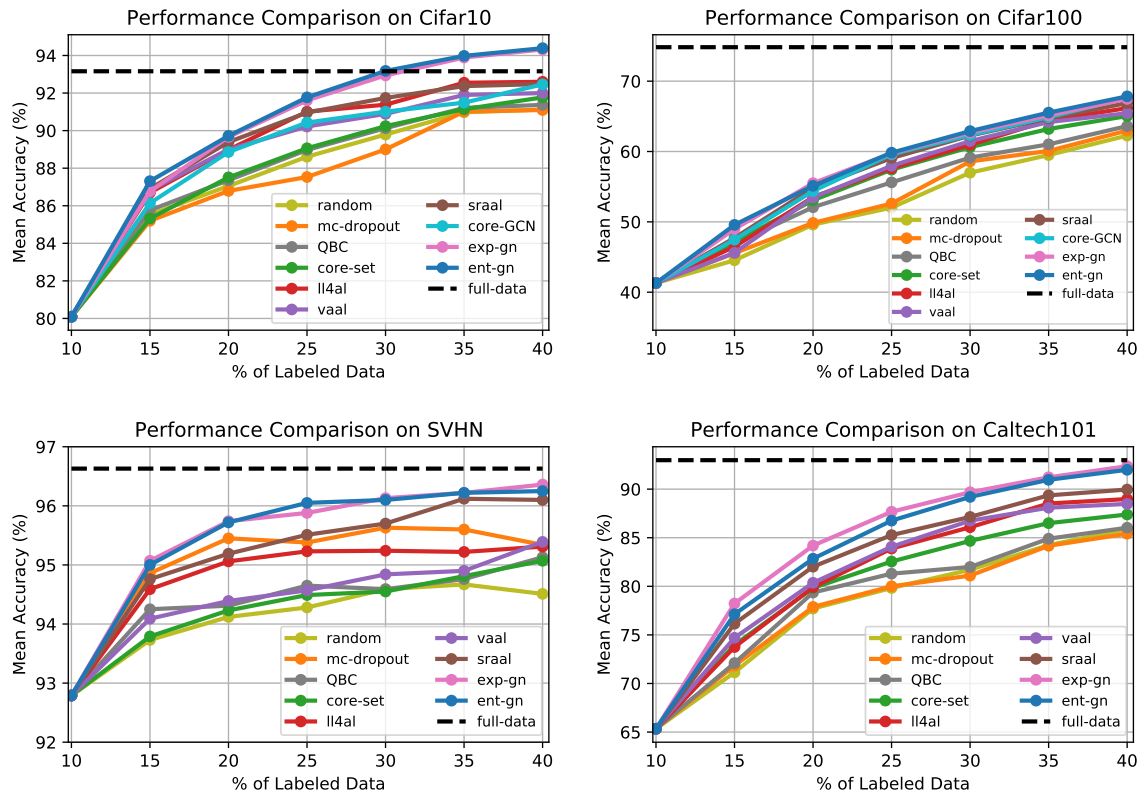 Performance Comparison on Cifar10
Mean Accuracy (%)
94
92
90
88
86
84
82
80
10 15 20 25 30 35 40
% of Labeled Data
random
mc-dropout
QBC
core-set
ll4al
vaal
sraal
core-GCN
exp-gn
ent-gn
full-data
Performance Comparison on Cifar100
Mean Accuracy (%)
70
60
50
40
10 15 20 25 30 35 40
% of Labeled Data
random
mc-dropout
QBC
core-set
ll4al
vaal
sraal
core-GCN
exp-gn
ent-gn
full-data
Performance Comparison on SVHN
Mean Accuracy (%)
97
96
95
94
93
92
10 15 20 25 30 35 40
% of Labeled Data
random
mc-dropout
QBC
core-set
ll4al
vaal
sraal
exp-gn
ent-gn
full-data
Performance Comparison on Caltech101
Mean Accuracy (%)
90
85
80
75
70
65
10 15 20 25 30 35 40
% of Labeled Data
random
mc-dropout
QBC
core-set
ll4al
vaal
sraal
exp-gn
ent-gn
full-data